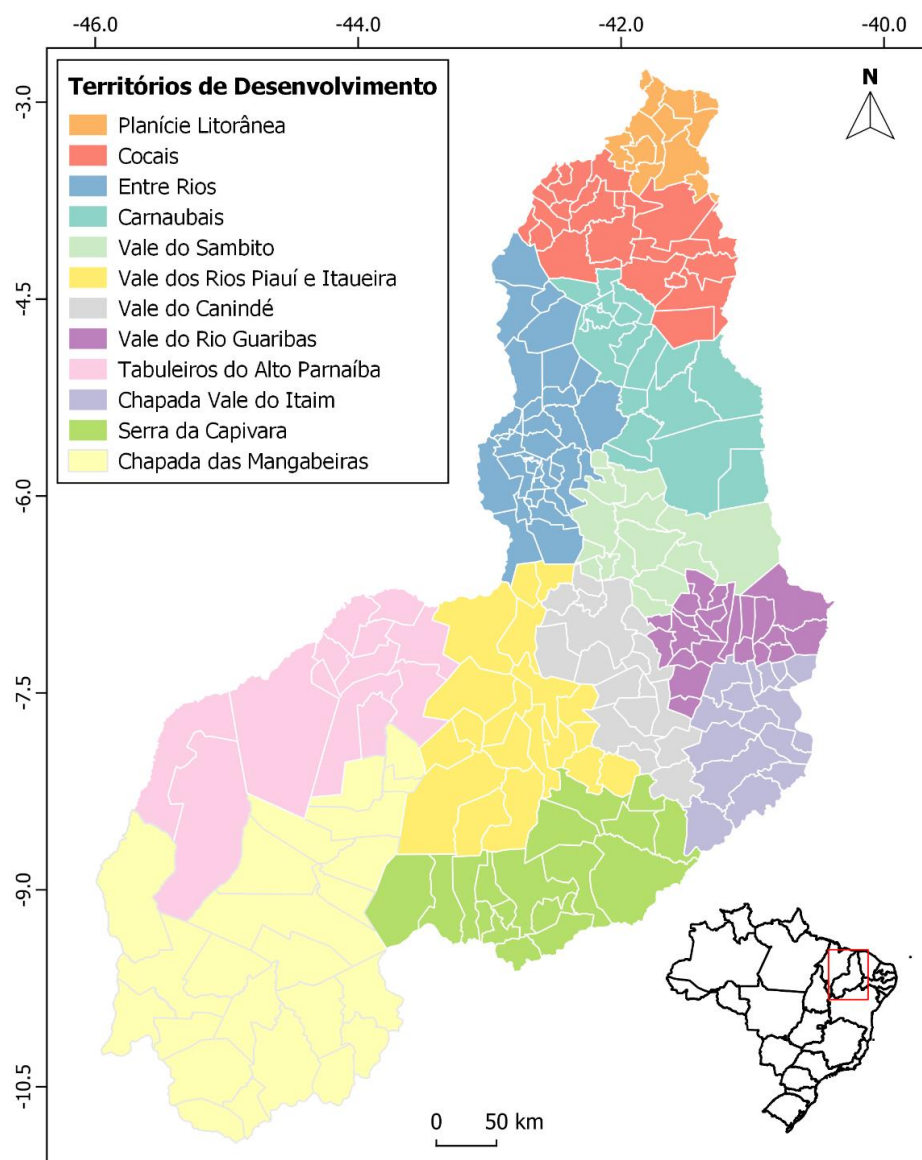 -46.0 -44.0 -42.0 -40.0
Territórios de Desenvolvimento
Planície Litorânea
Cocais
Entre Rios
Carnaubais
Vale do Sambito
Vale dos Rios Piauí e Itaueira
Vale do Canindé
Vale do Rio Guaribas
Tabuleiros do Alto Parnaíba
Chapada Vale do Itaim
Serra da Capivara
Chapada das Mangabeiras
N
-3.0
-4.5
-6.0
-7.5
-9.0
-10.5
0 50 km